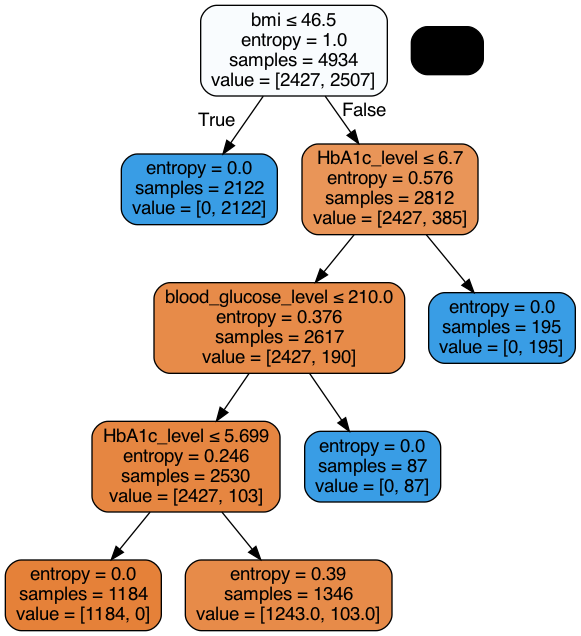 bmi ≤ 46.5
entropy = 1.0
samples = 4934
value = [2427, 2507]
True
False
entropy = 0.0
samples = 2122
value = [0, 2122]
HbA1c_level ≤ 6.7
entropy = 0.576
samples = 2812
value = [2427, 385]
blood_glucose_level ≤ 210.0
entropy = 0.376
samples = 2617
value = [2427, 190]
entropy = 0.0
samples = 195
value = [0, 195]
HbA1c_level ≤ 5.699
entropy = 0.246
samples = 2530
value = [2427, 103]
entropy = 0.0
samples = 87
value = [0, 87]
entropy = 0.0
samples = 1184
value = [1184, 0]
entropy = 0.39
samples = 1346
value = [1243.0, 103.0]